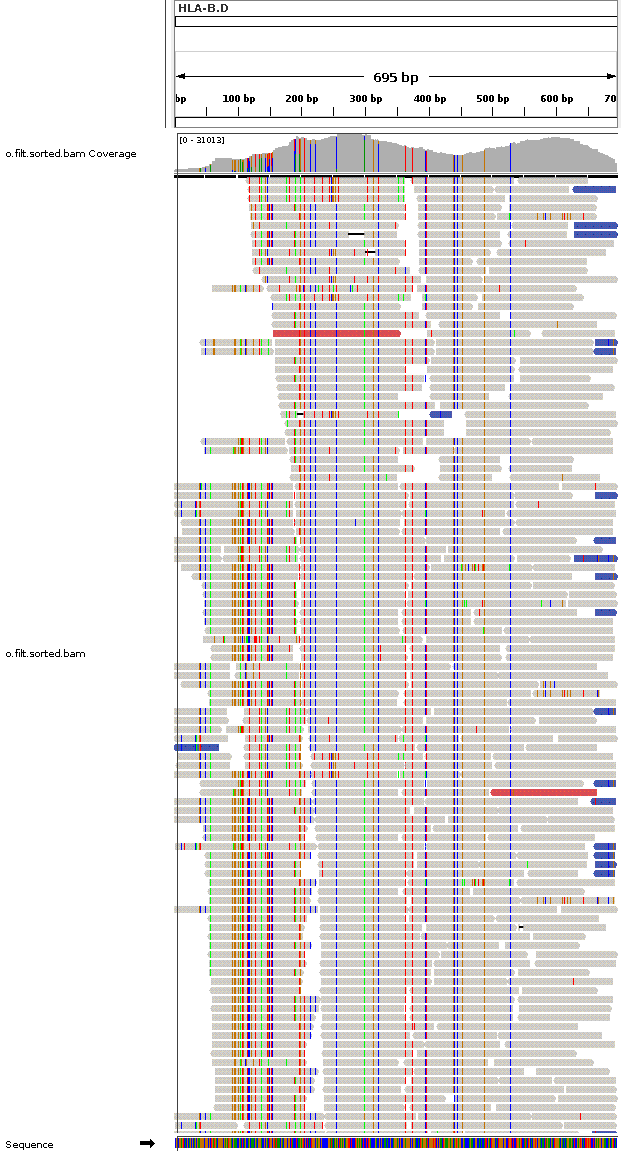 HLA-B.D
695 bp
bp 100 bp 200 bp 300 bp 400 bp 500 bp 600 bp 70
[0 - 31013]
o.filt.sorted.bam Coverage
o.filt.sorted.bam
Sequence